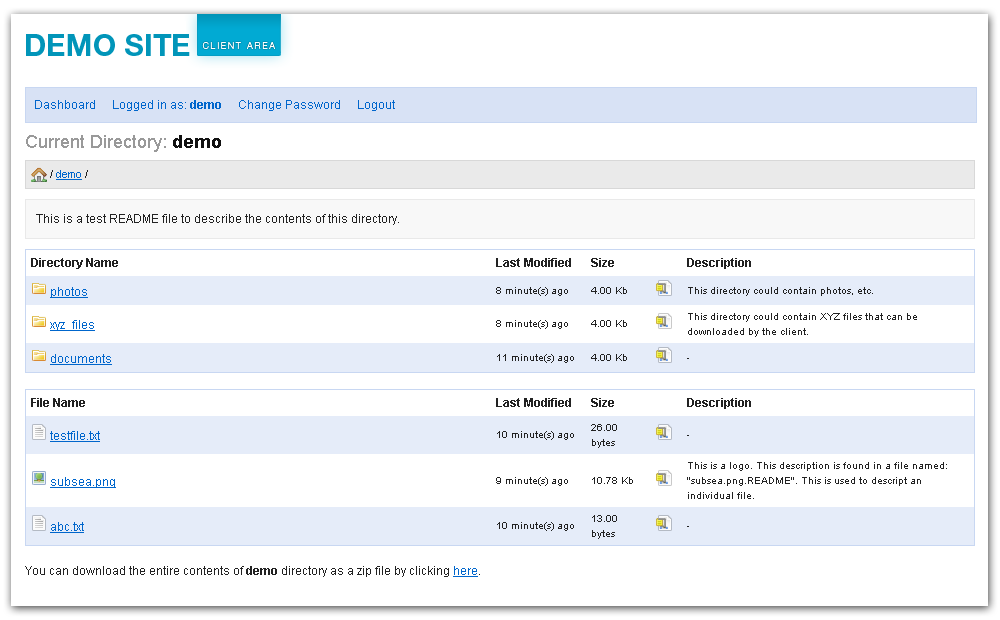 DEMO SITE CLIENT AREA
Dashboard Logged in as: demo Change Password Logout
Current Directory: demo
/ demo /
This is a test README file to describe the contents of this directory.
Directory Name Last Modified Size Description
photos 8 minute(s) ago 4.00 Kb This directory could contain photos, etc.
xyz_files 8 minute(s) ago 4.00 Kb This directory could contain XYZ files that can be
downloaded by the client.
documents 11 minute(s) ago 4.00 Kb -
File Name Last Modified Size Description
testfile.txt 10 minute(s) ago 26.00
bytes -
subsea.png 9 minute(s) ago 10.78 Kb This is a logo. This description is found in a file named:
"subsea.png.README". This is used to descript an
individual file.
abc.txt 10 minute(s) ago 13.00
bytes -
You can download the entire contents of demo directory as a zip file by clicking here.